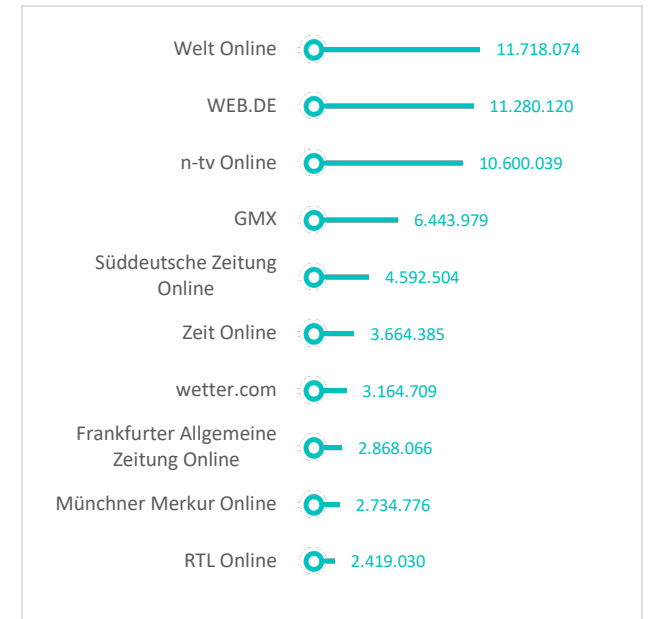 Welt Online 11.718.074
WEB.DE 11.280.120
n-tv Online 10.600.039
GMX 6.443.979
Süddeutsche Zeitung
Online 4.592.504
Zeit Online 3.664.385
wetter.com 3.164.709
Frankfurter Allgemeine
Zeitung Online 2.868.066
Münchner Merkur Online 2.734.776
RTL Online 2.419.030